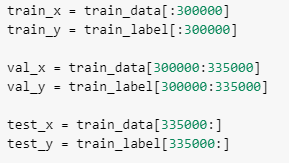 train_x = train_data[:300000]
train_y = train_label[:300000]
val_x = train_data[300000:335000]
val_y = train_label[300000:335000]
test_x = train_data[335000:]
test_y = train_label[335000:]